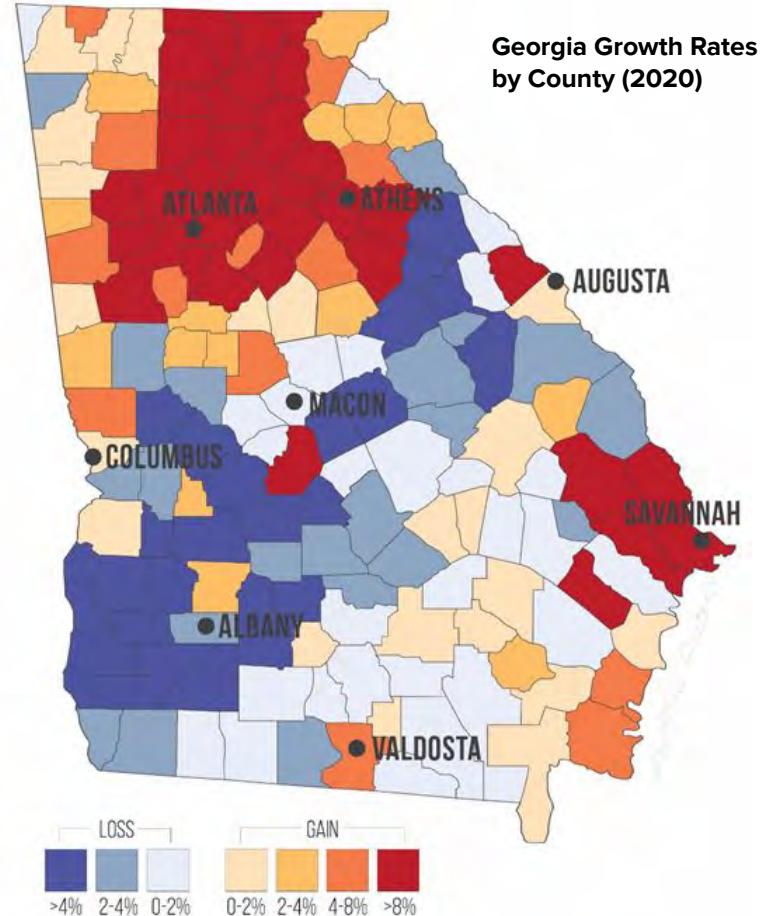 Georgia Growth Rates
by County (2020)
ATLANTA
ATHENS
AUGUSTA
MACON
COLUMBUS
SAVANNAH
ALBANY
VALDOSTA
LOSS GAIN
>4% 2-4% 0-2% 0-2% 2-4% 4-8% >8%